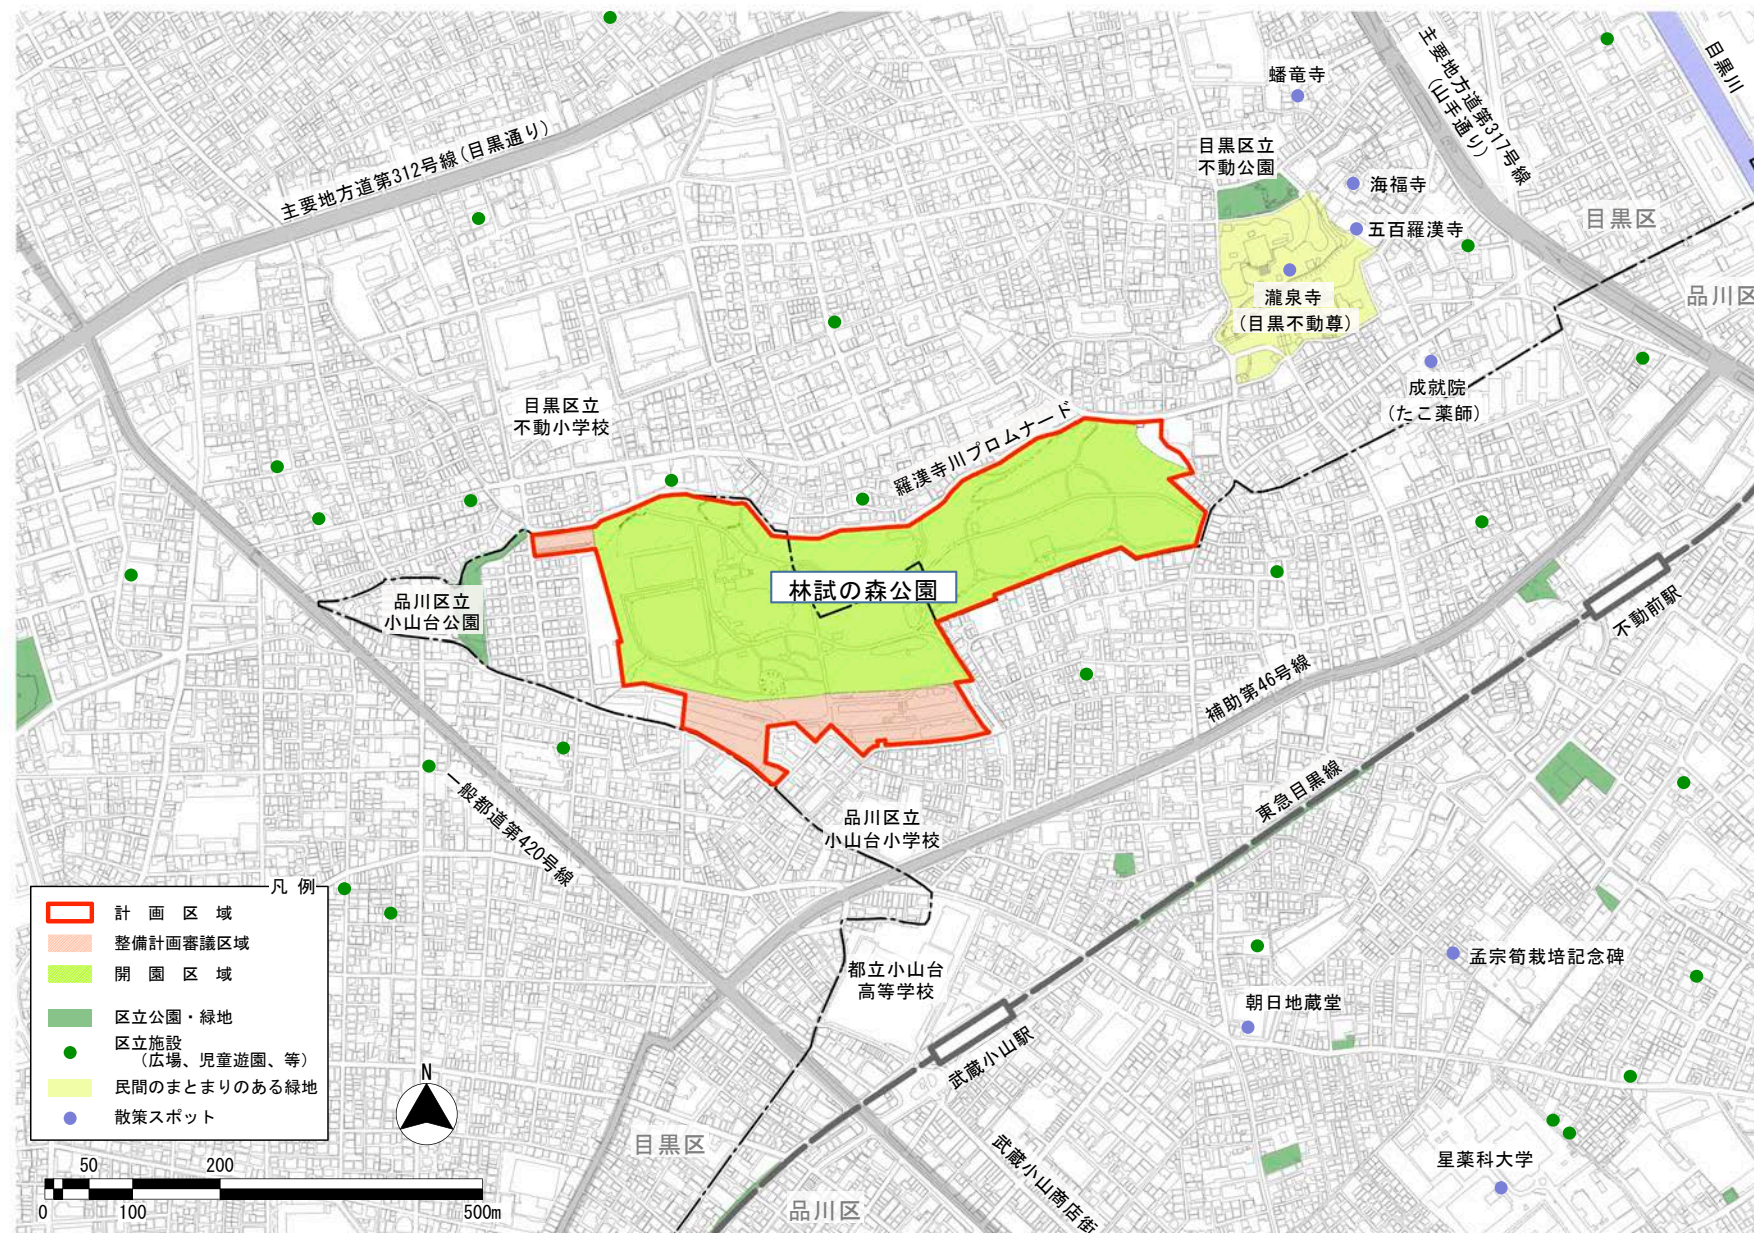 主要地方道第312号線(目黒通り)
蟠竜寺
主要地方道第317号線
(山手通り)
目黒川
目黒区立
不動公園
海福寺
五百羅漢寺
目黒区
品川区
瀧泉寺
(目黒不動尊)
成就院
(たこ薬師)
目黒区立
不動小学校
羅漢寺川プロムナード
林試の森公園
品川区立
小山台公園
不動前駅
補助第46号線
東急目黒線
一般都道第420号線
品川区立
小山台小学校
都立小山台
高等学校
武蔵小山駅
孟宗筍栽培記念碑
朝日地蔵堂
武蔵小山商店街
星薬科大学
目黒区
品川区
凡 例
計 画 区 域
整備計画審議区域
開 園 区 域
区立公園・緑地
区立施設
(広場、児童遊園、等)
民間のまとまりのある緑地
散策スポット
N
50 200
0 100 500m